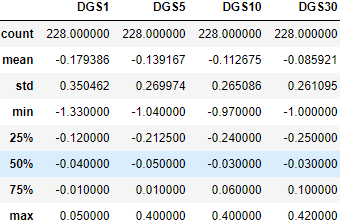 DGS1 DGS5 DGS10 DGS30
count 228.000000 228.000000 228.000000 228.000000
mean -0.179386 -0.139167 -0.112675 -0.085921
std 0.350462 0.269974 0.265086 0.261095
min -1.330000 -1.040000 -0.970000 -1.000000
25% -0.120000 -0.212500 -0.240000 -0.250000
50% -0.040000 -0.050000 -0.030000 -0.030000
75% -0.010000 0.010000 0.060000 0.100000
max 0.050000 0.400000 0.400000 0.420000